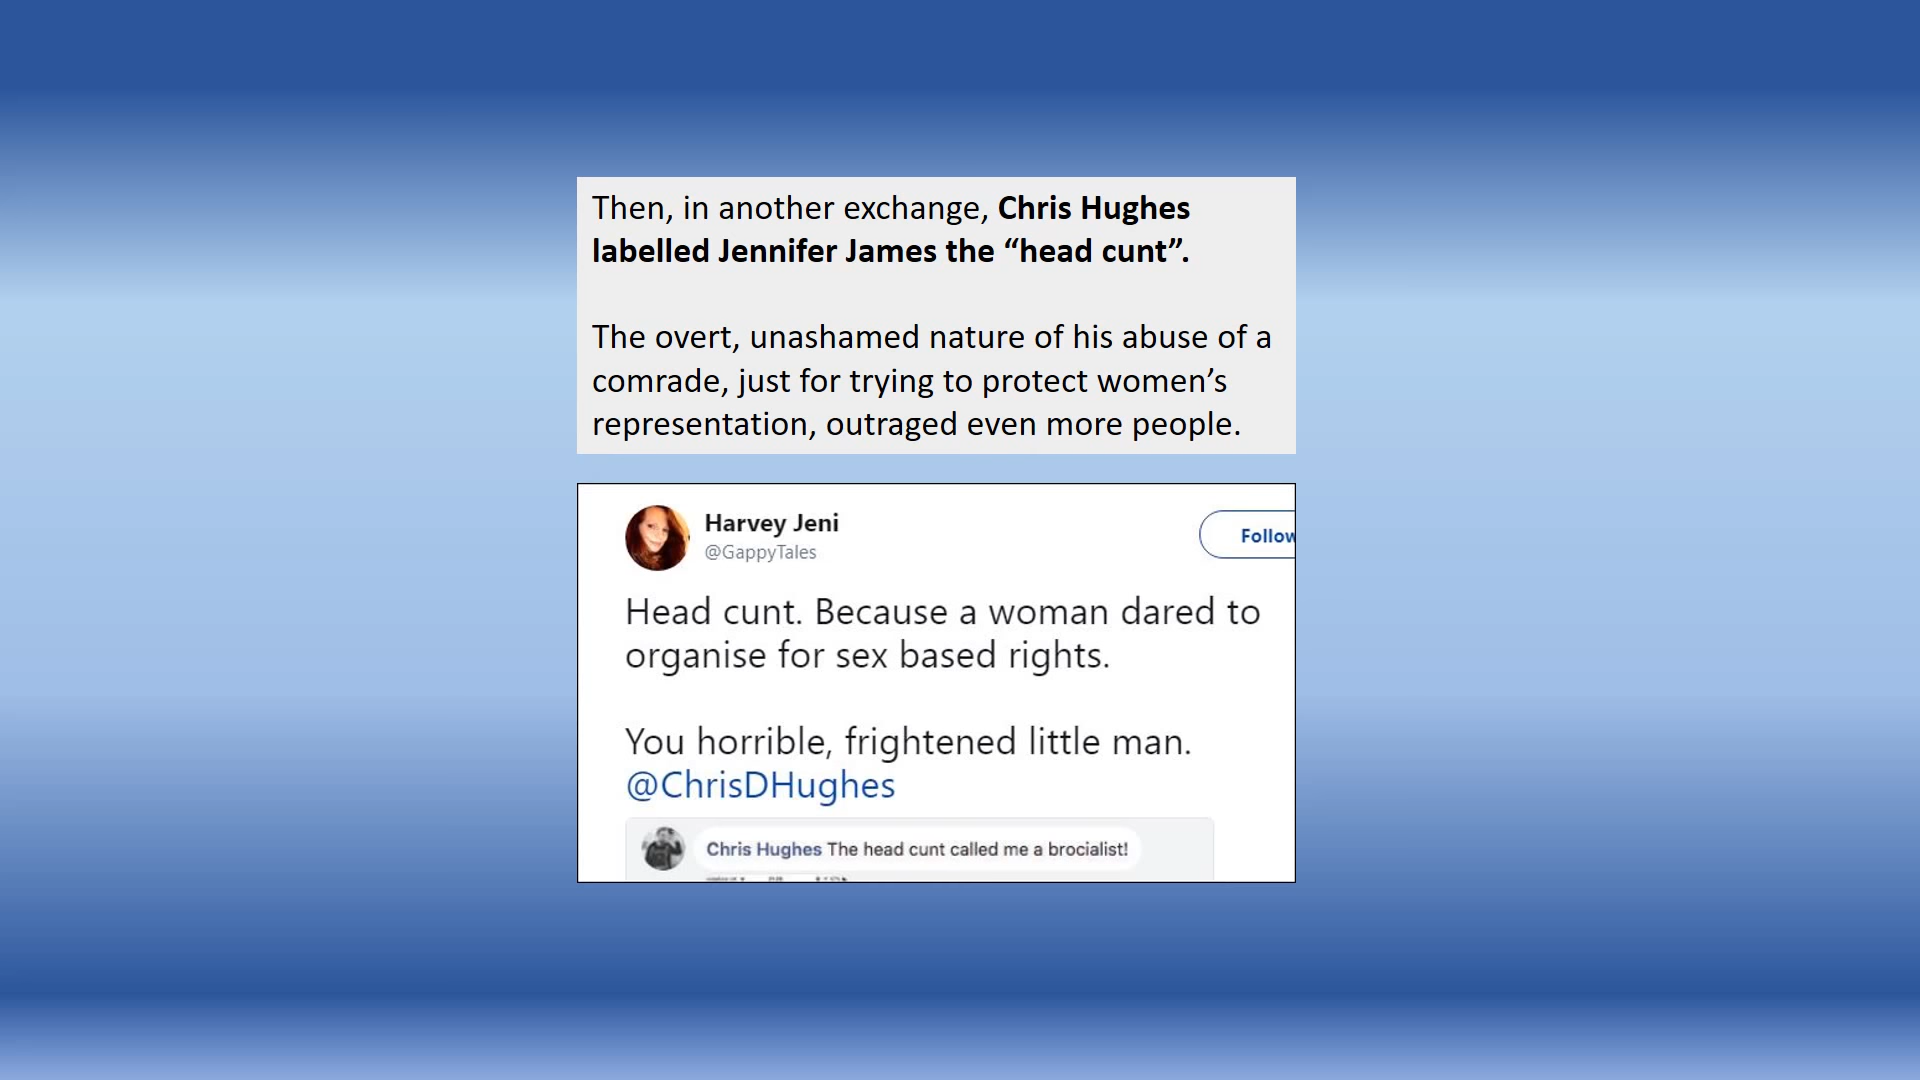 Then, in another exchange, Chris Hughes
labelled Jennifer James the “head cunt”.
The overt, unashamed nature of his abuse of a
comrade, just for trying to protect women’s
representation, outraged even more people.
Harvey Jeni
@GappyTales
Follow
Head cunt. Because a woman dared to
organise for sex based rights.
You horrible, frightened little man.
@ChrisDHughes
Chris Hughes The head cunt called me a brocialist!